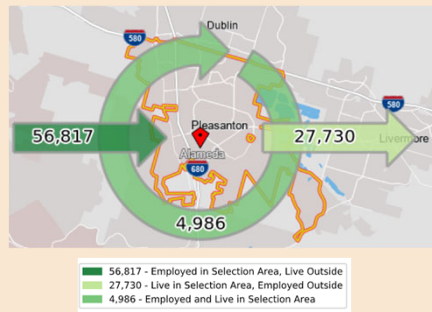 Dublin
580
580
56,817
Pleasanton
27,730
Livermore
Alameda
680
4,986
56,817 - Employed in Selection Area, Live Outside
27,730 - Live in Selection Area, Employed Outside
4,986 - Employed and Live in Selection Area